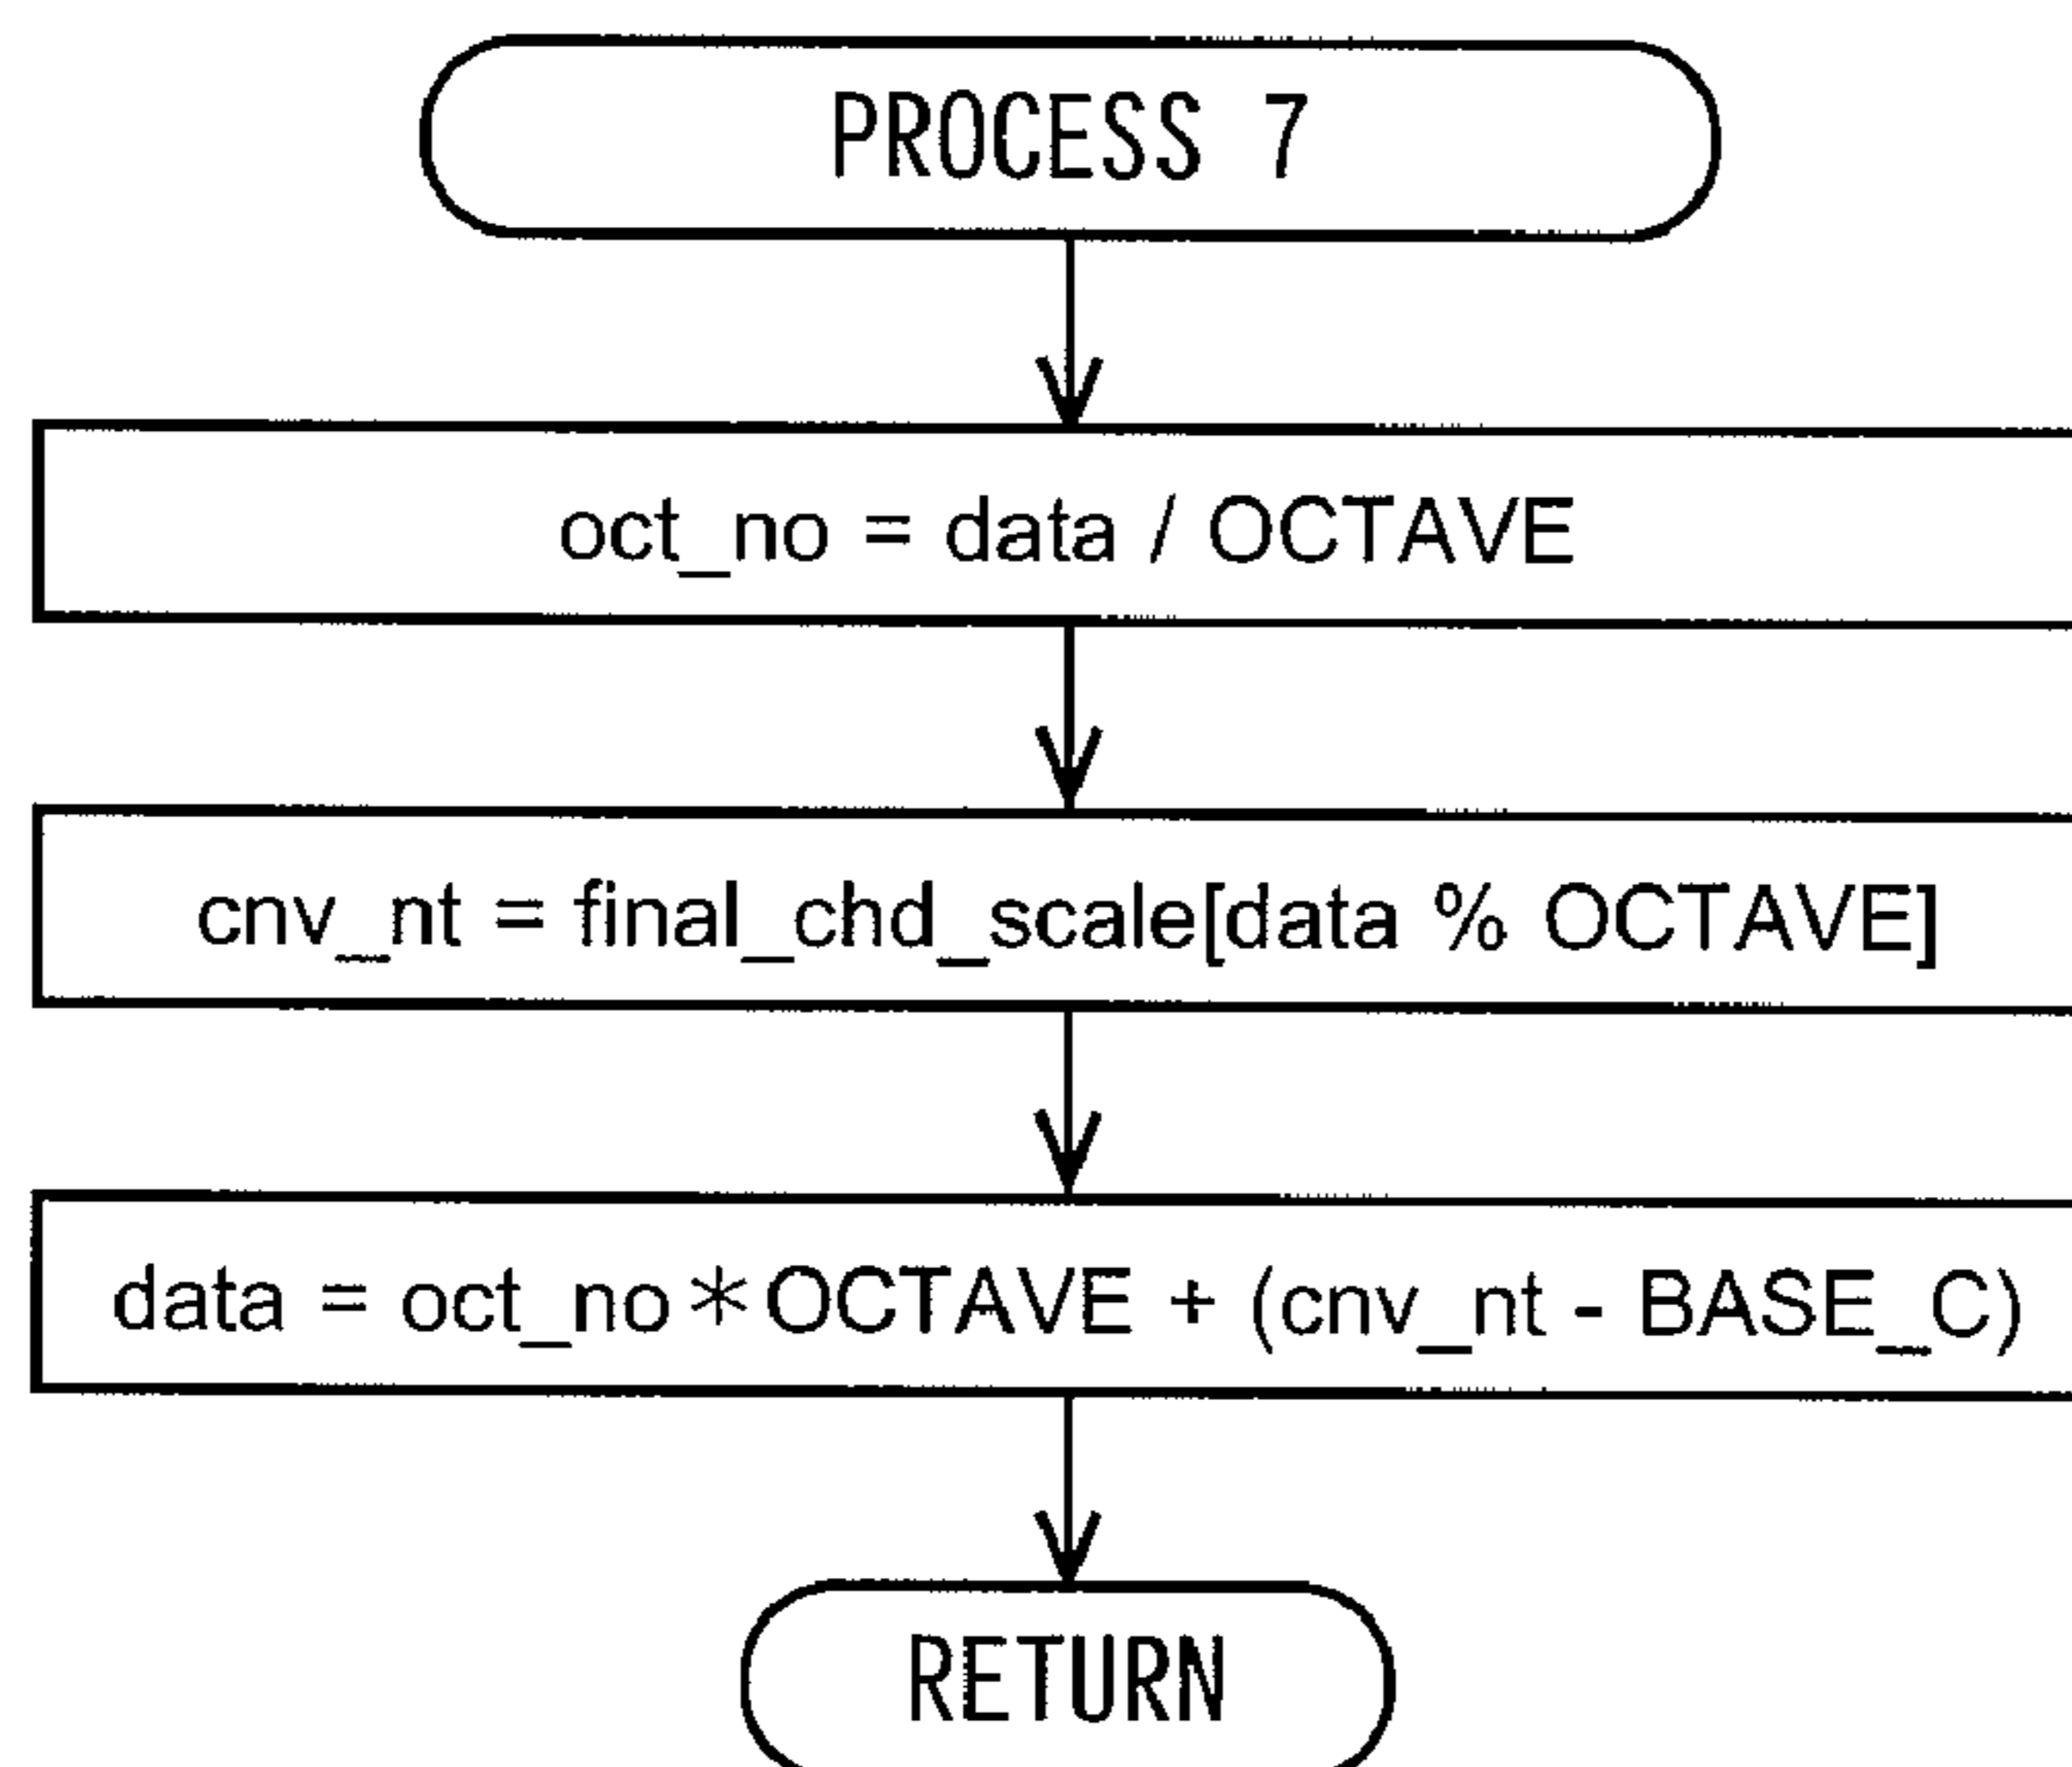 PROCESS 7
oct_no = data / OCTAVE
cnv_nt = final_chd_scale[data % OCTAVE]
data = oct_no * OCTAVE + (cnv_nt - BASE_C)
RETURN